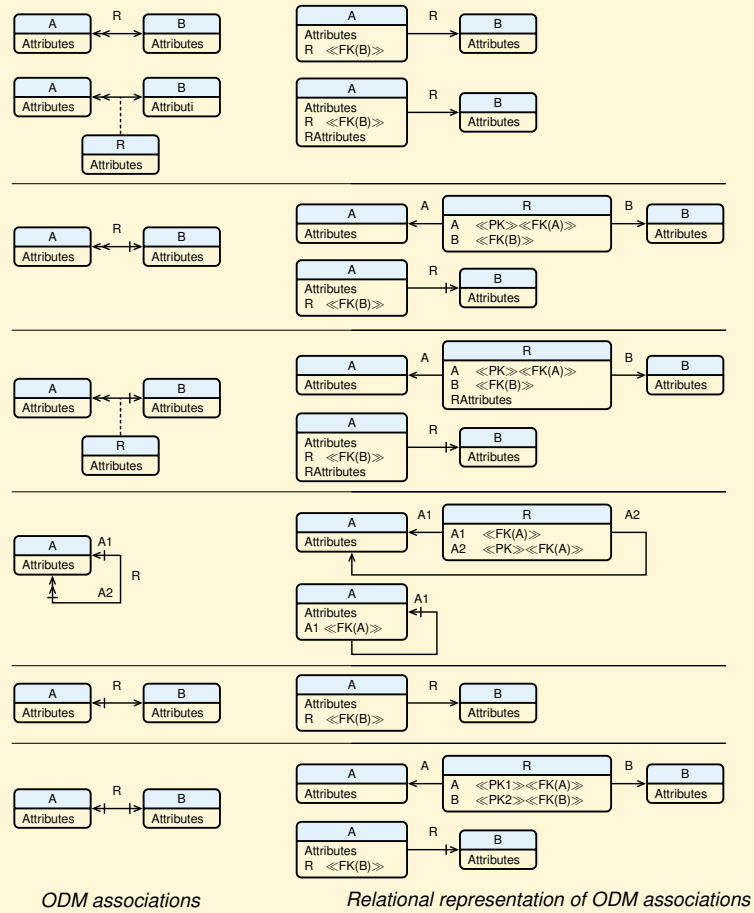 A
Attributes
R
B
Attributes
A
Attributes
R ≪FK(B)≫
R
B
Attributes
A
Attributes
B
Attributi
R
Attributes
A
Attributes
R ≪FK(B)≫
RAttributes
R
B
Attributes
A
Attributes
R
B
Attributes
A
Attributes
A
R
A ≪PK≫≪FK(A)≫
B ≪FK(B)≫
B
B
Attributes
A
Attributes
R ≪FK(B)≫
R
B
Attributes
A
Attributes
B
Attributes
R
Attributes
A
Attributes
A
R
A ≪PK≫≪FK(A)≫
B ≪FK(B)≫
RAttributes
B
B
Attributes
A
Attributes
R ≪FK(B)≫
RAttributes
R
B
Attributes
A
Attributes
A1
R
A2
A
Attributes
A1
R
A1 ≪FK(A)≫
A2 ≪PK≫≪FK(A)≫
A2
A
Attributes
A1 ≪FK(A)≫
A1
A
Attributes
R
B
Attributes
A
Attributes
R ≪FK(B)≫
R
B
Attributes
A
Attributes
R
B
Attributes
A
Attributes
A
R
A ≪PK1≫≪FK(A)≫
B ≪PK2≫≪FK(B)≫
B
B
Attributes
A
Attributes
R ≪FK(B)≫
R
B
Attributes
ODM associations
Relational representation of ODM associations